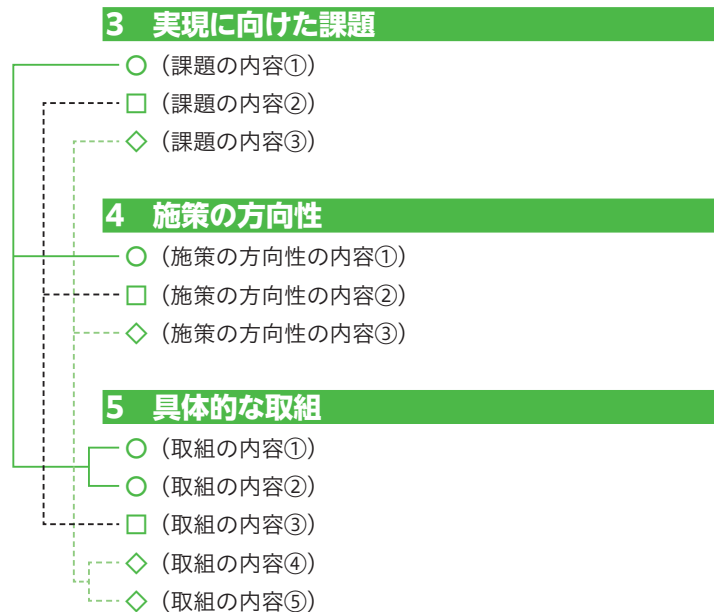 3 実現に向けた課題
○（課題の内容①）
□（課題の内容②）
◇（課題の内容③）
4 施策の方向性
○（施策の方向性の内容①）
□（施策の方向性の内容②）
◇（施策の方向性の内容③）
5 具体的な取組
○（取組の内容①）
○（取組の内容②）
□（取組の内容③）
◇（取組の内容④）
◇（取組の内容⑤）